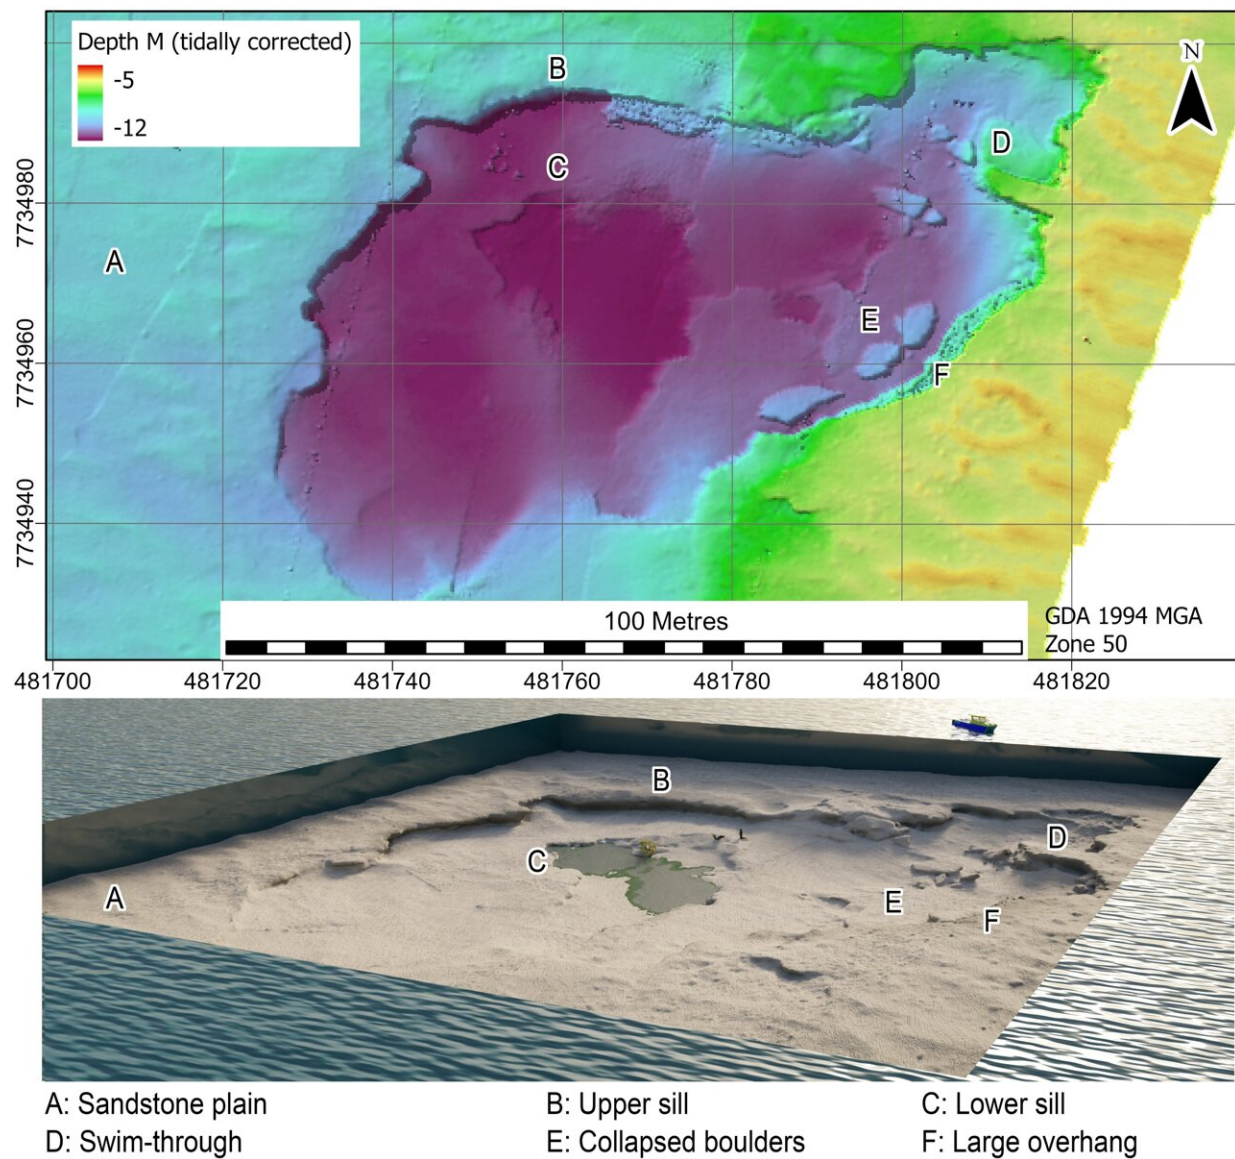 Depth M (tidally corrected)
-5
-12
N
A
B
C
D
E
F
7734980
7734960
7734940
100 Metres
GDA 1994 MGA
Zone 50
481700 481720 481740 481760 481780 481800 481820
B
D
C
A
E
F
A: Sandstone plain B: Upper sill C: Lower sill
D: Swim-through E: Collapsed boulders F: Large overhang